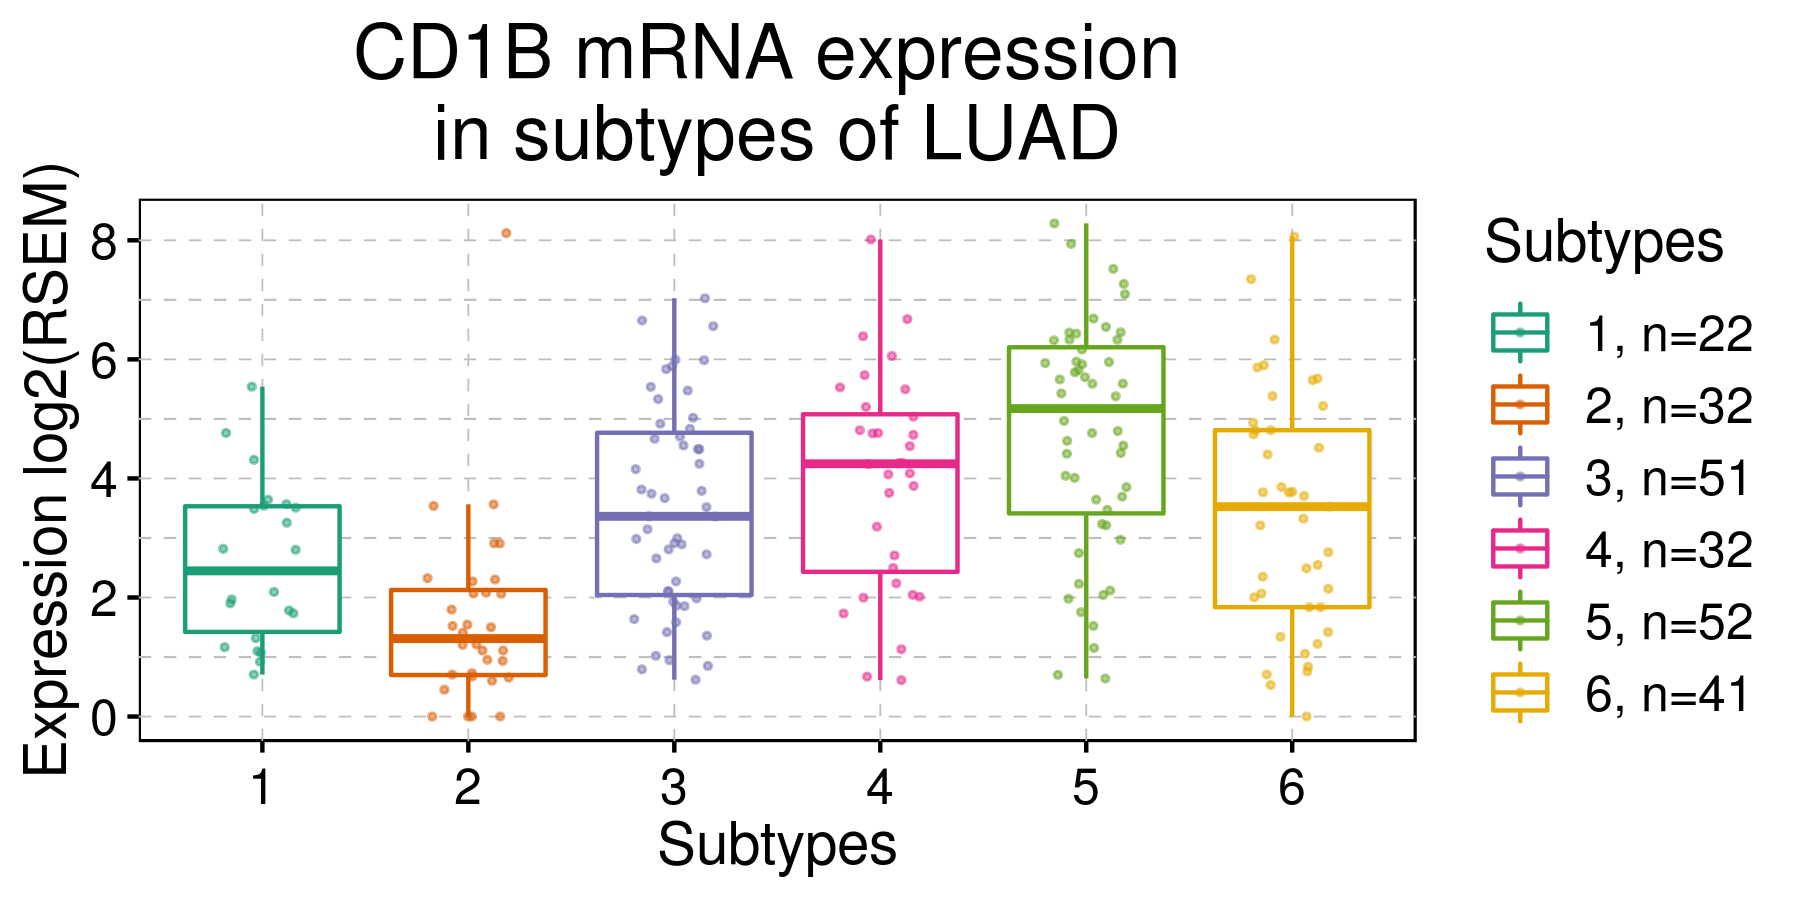 CD1B mRNA expression
in subtypes of LUAD
Expression log2(RSEM)
8
6
4
2
0
1 2 3 4 5 6
Subtypes
Subtypes
1, n=22
2, n=32
3, n=51
4, n=32
5, n=52
6, n=41